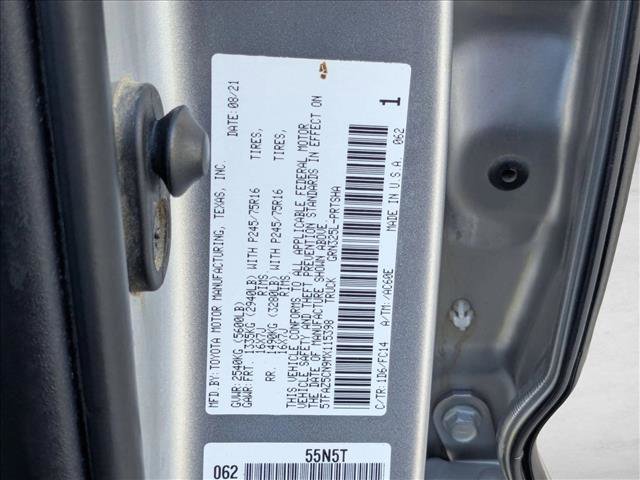 MFD. BY: TOYOTA MOTOR MANUFACTURING, TEXAS, INC. DATE: 08/21
GVWR: 2540KG (5600LB)
GAWR: FRT. 1335KG (2940LB) WITH P245/75R16 TIRES,
16X7J RIMS
RR. 1490KG (3280LB) WITH P245/75R16 TIRES,
16X7J RIMS
THIS VEHICLE CONFORMS TO ALL APPLICABLE FEDERAL MOTOR
VEHICLE SAFETY AND THEFT PREVENTION STANDARDS IN EFFECT ON
THE DATE OF MANUFACTURE SHOWN ABOVE.
5TFAZ5CN9MX115398 TRUCK GRN325L-PRTSHA
1
C/TR: 1D6/FC14 A/TM: /AC60E
MADE IN U.S.A. 062
55N5T
062